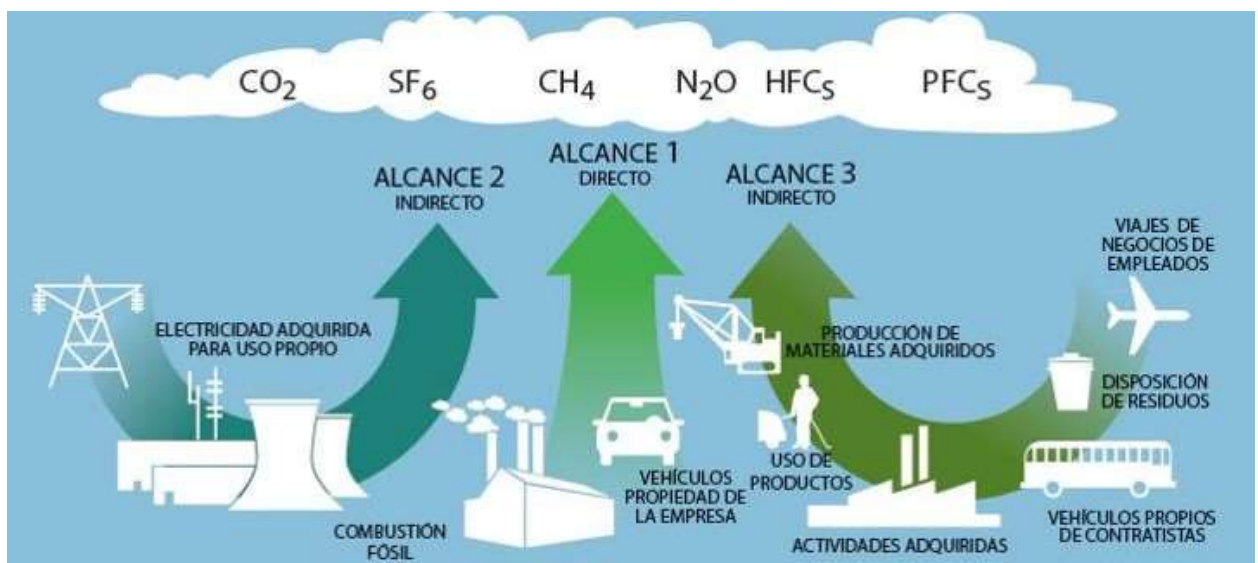 CO2 SF6 CH4 N2O HFCS PFCS
ALCANCE 2
INDIRECTO
ALCANCE 1
DIRECTO
ALCANCE 3
INDIRECTO
VIAJES DE
NEGOCIOS DE
EMPLEADOS
ELECTRICIDAD ADQUIRIDA
PARA USO PROPIO
PRODUCCIÓN DE
MATERIALES ADQUIRIDOS
DISPOSICIÓN
DE RESIDUOS
USO DE
PRODUCTOS
VEHÍCULOS
PROPIEDAD DE
LA EMPRESA
COMBUSTIÓN
FÓSIL
ACTIVIDADES ADQUIRIDAS
VEHÍCULOS PROPIOS
DE CONTRATISTAS